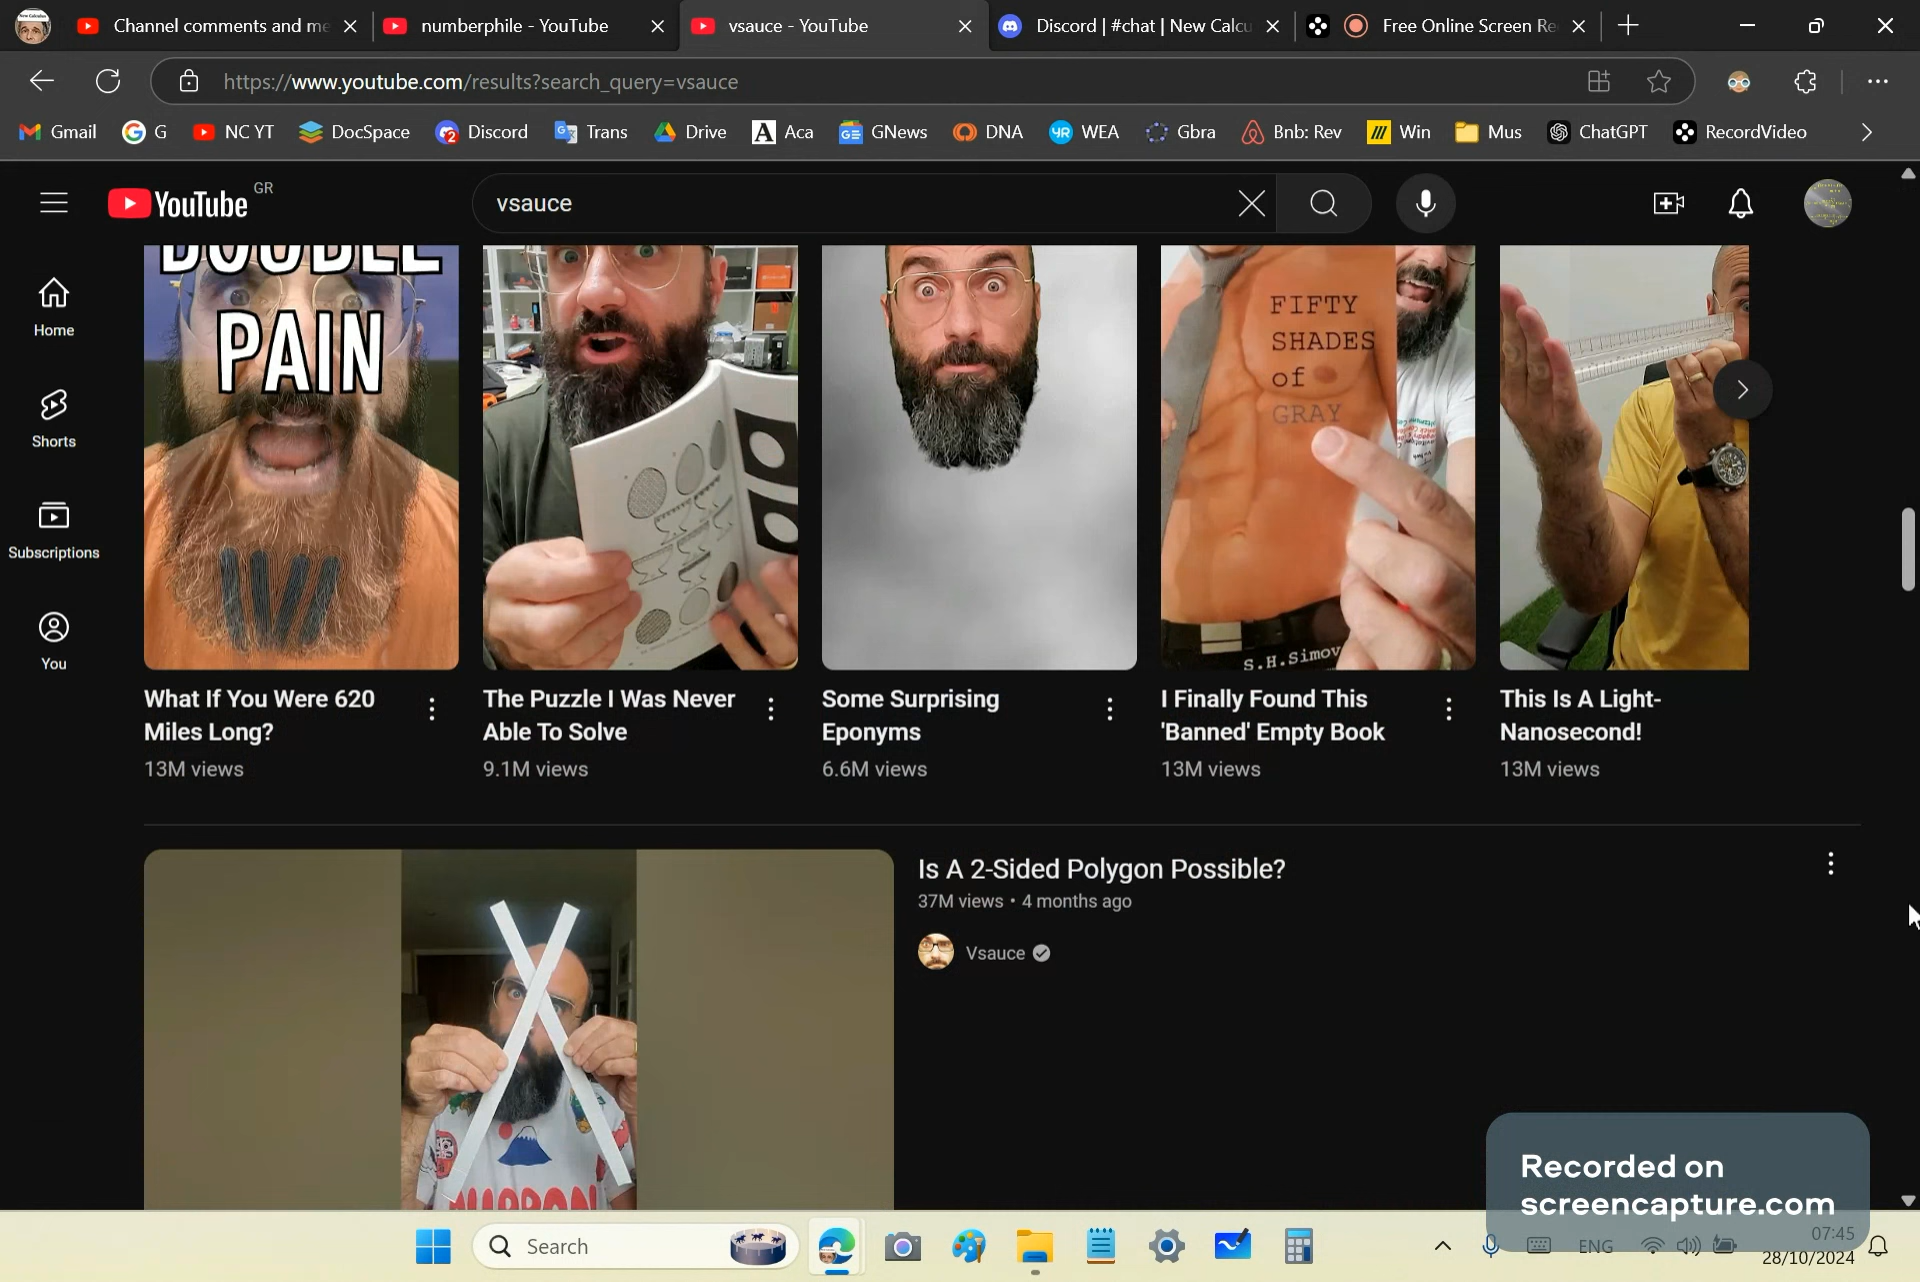 Channel comments and me
numberphile - YouTube
vsauce - YouTube
Discord | #chat | New Calcu
Free Online Screen Re
https://www.youtube.com/results?search_query=vsauce
Gmail
G
NC YT
DocSpace
Discord
Trans
Drive
Aca
GNews
DNA
WEA
Gbra
Bnb: Rev
Win
Mus
ChatGPT
RecordVideo
YouTube GR
vsauce
Home
Shorts
Subscriptions
You
DOUBLE
PAIN
FIFTY
SHADES
of
GRAY
S.H.Simov
What If You Were 620
Miles Long?
13M views
The Puzzle I Was Never
Able To Solve
9.1M views
Some Surprising
Eponyms
6.6M views
I Finally Found This
'Banned' Empty Book
13M views
This Is A Light-
Nanosecond!
13M views
Is A 2-Sided Polygon Possible?
37M views • 4 months ago
Vsauce
Recorded on
screencapture.com
Search
ENG
07:45
28/10/2024